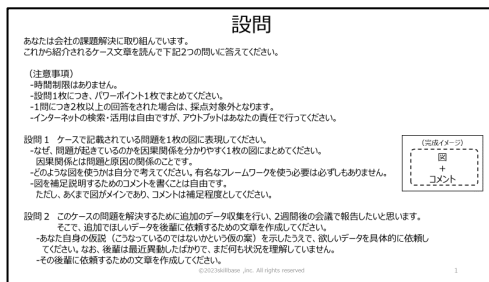 設問
あなたは会社の課題解決に取り組んでいます。
これから紹介されるケース文章を読んで下記2つの問いに答えてください。
（注意事項）
-時間制限はありません。
-設問1枚につき、パワーポイント1枚でまとめてください。
-1問につき2枚以上の回答をされた場合は、採点対象外となります。
-インターネットの検索・活用は自由ですが、アウトプットはあなたの責任で行ってください。
設問１ ケースで記載されている問題を1枚の図に表現してください。
-なぜ、問題が起きているのかを因果関係を分かりやすく1枚の図にまとめてください。
因果関係とは問題と原因の関係のことです。
-どのような図を使うかは自分で考えてください。有名なフレームワークを使う必要は必ずしもありません。
-図を補足説明するためのコメントを書くことは自由です。
ただし、あくまで図がメインであり、コメントは補足程度としてください。
（完成イメージ）
図
+
コメント
設問２ このケースの問題を解決するために追加のデータ収集を行い、2週間後の会議で報告したいと思います。
そこで、追加でほしいデータを後輩に依頼するための文章を作成してください。
-あなた自身の仮説（こうなっているのではないかという仮の案）を示したうえで、欲しいデータを具体的に依頼し
てください。なお、後輩は最近異動したばかりで、まだ何も状況を理解していません。
-その後輩に依頼するための文章を作成してください。
©2023skillbase ,inc. All rights reserved
1